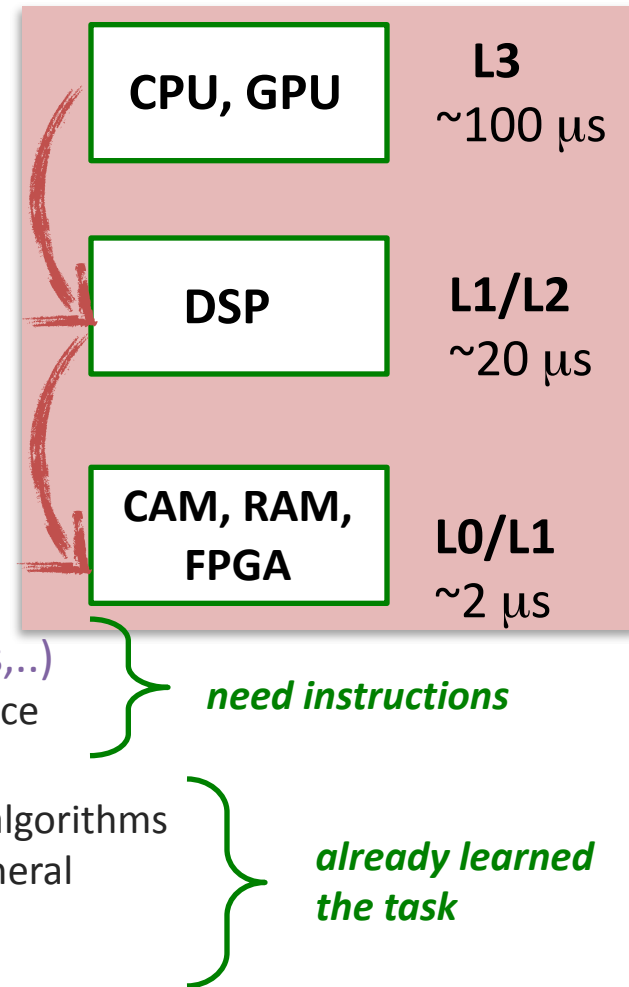 CPU, GPU
L3
~100 μs
DSP
L1/L2
~20 μs
CAM, RAM,
FPGA
L0/L1
~2 μs
,..)
need instructions
algorithms
already learned
the task